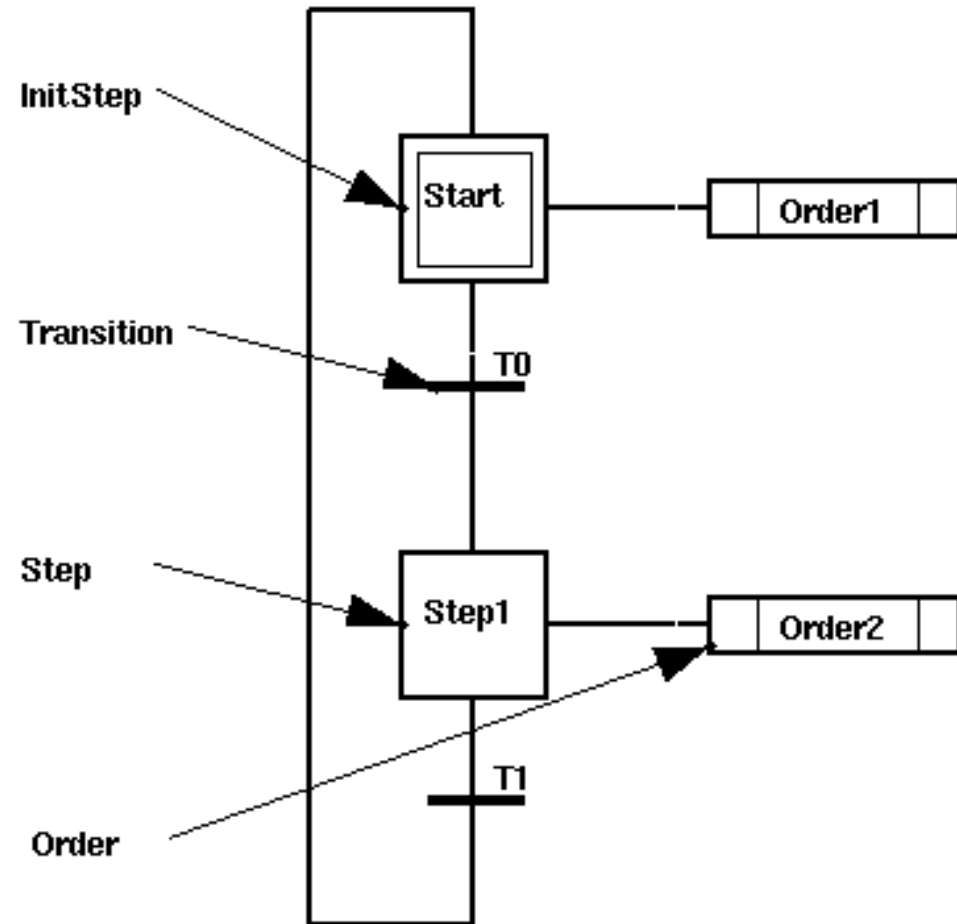 InitStep
Start
Order1
Transition
T0
Step
Step1
Order2
T1
Order